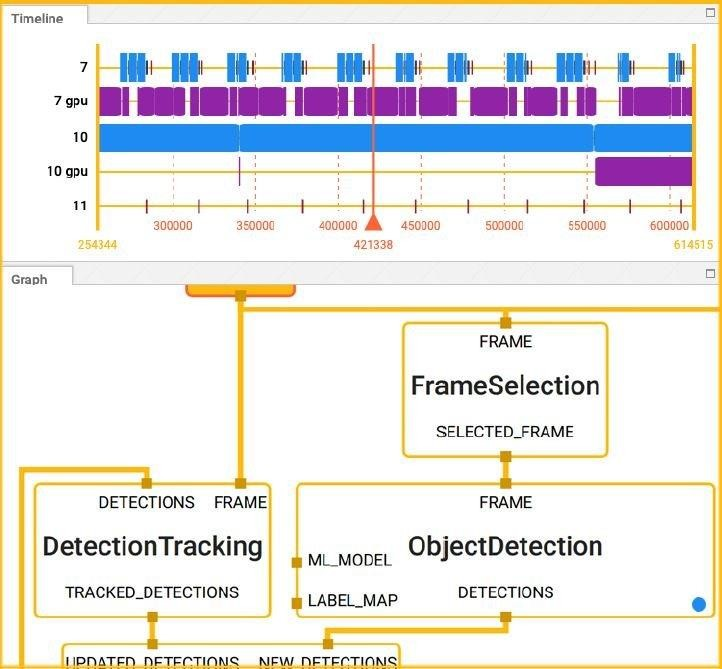 Timeline
7
7 gpu
10
10 gpu
11
300000 350000 400000 450000 500000 550000 600000
254344 421338 614515
Graph
FRAME
FrameSelection
SELECTED_FRAME
DETECTIONS FRAME
DetectionTracking
TRACKED_DETECTIONS
FRAME
ML_MODEL
ObjectDetection
LABEL_MAP
DETECTIONS
UPDATED_DETECTIONS NEW_DETECTIONS